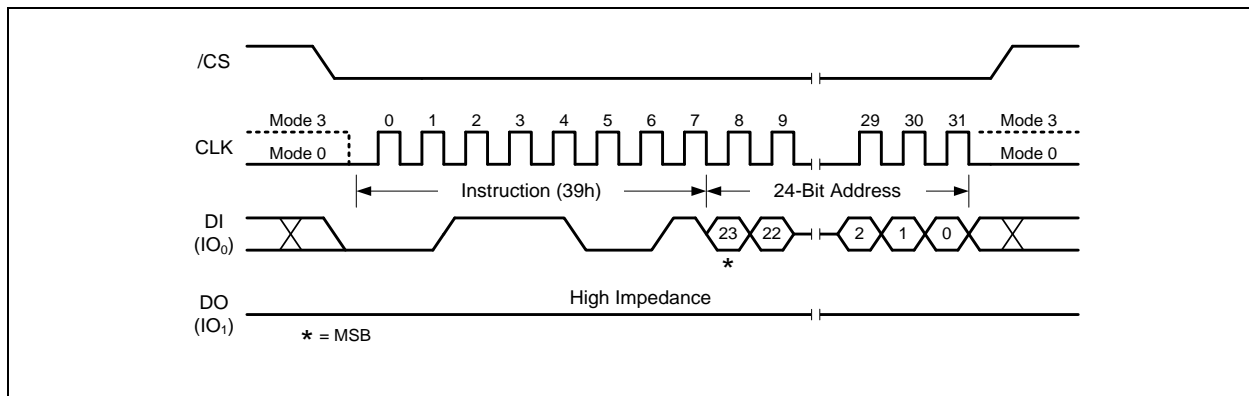 /CS
Mode 3 0 1 2 3 4 5 6 7 8 9 29 30 31 Mode 3
CLK
Mode 0 Mode 0
Instruction (39h) 24-Bit Address
DI
(IO0)
23 22 2 1 0
*
DO
(IO1)
High Impedance
* = MSB